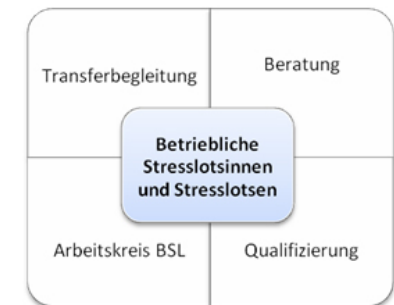 Transferbegleitung
Beratung
Betriebliche
Stresslotsinnen
und Stresslotsen
Arbeitskreis BSL
Qualifizierung